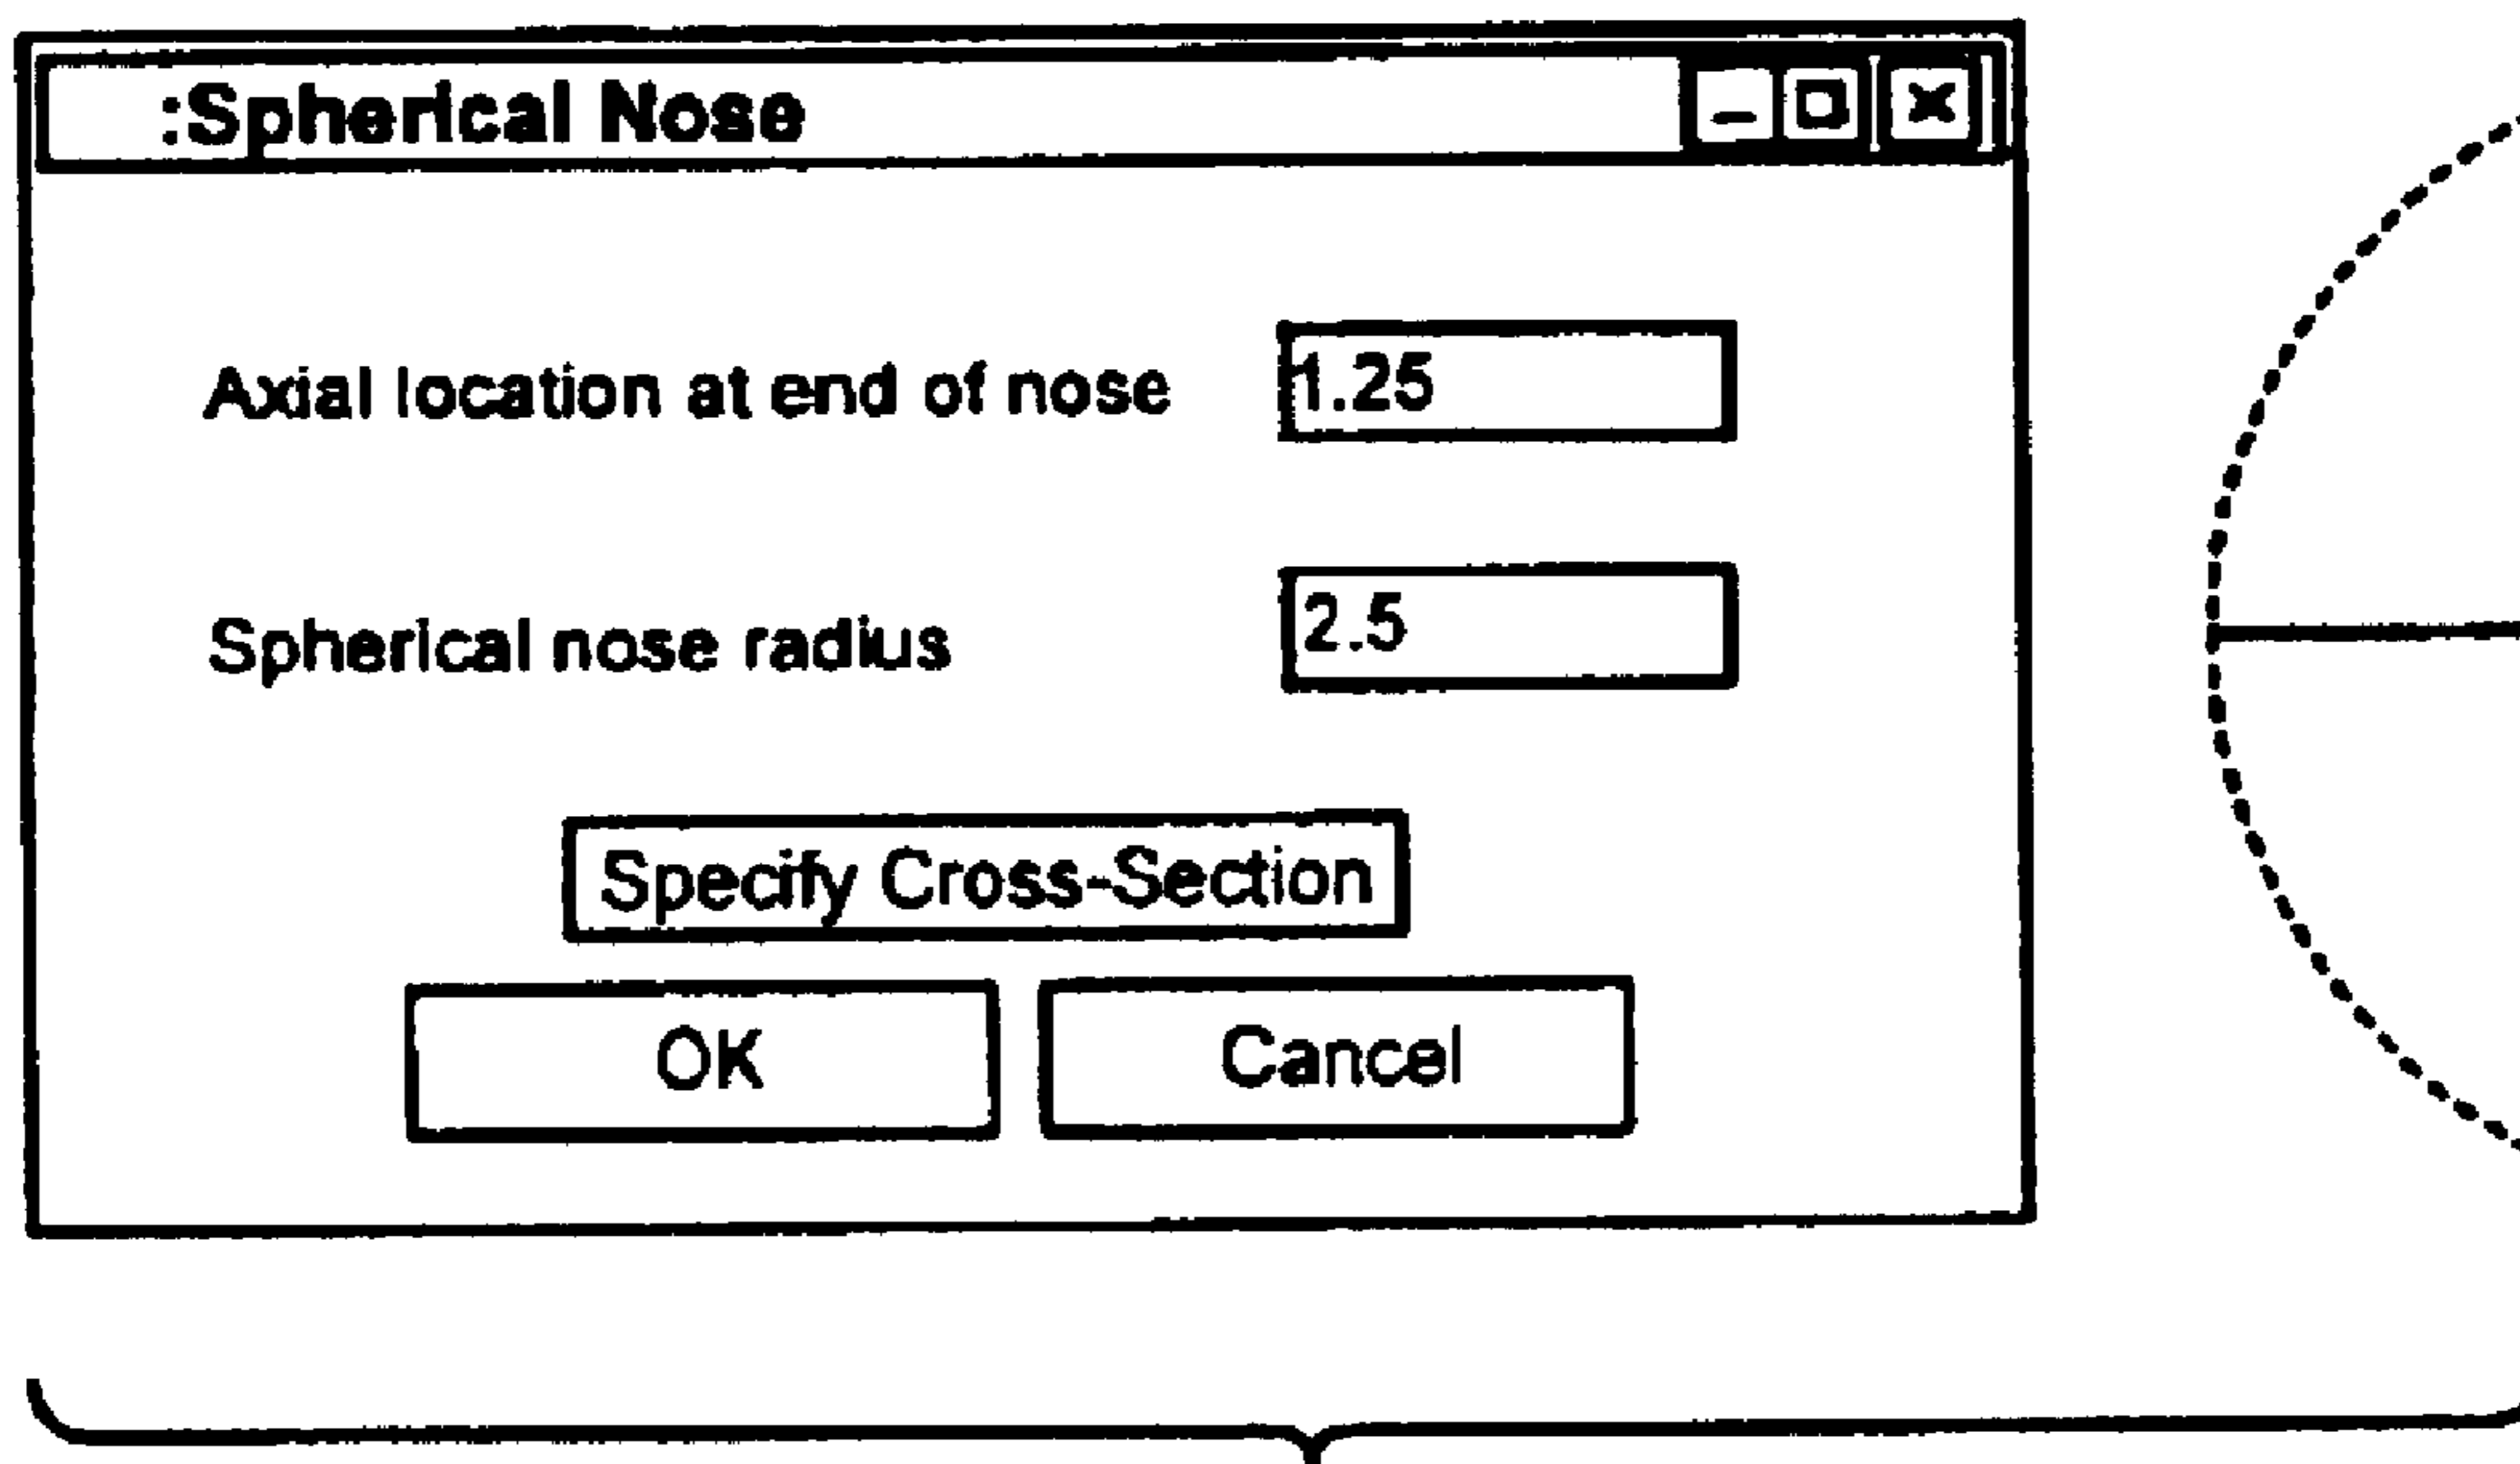 :Spherical Nose
Axial location at end of nose 1.25
Spherical nose radius 2.5
Specify Cross-Section
OK Cancel